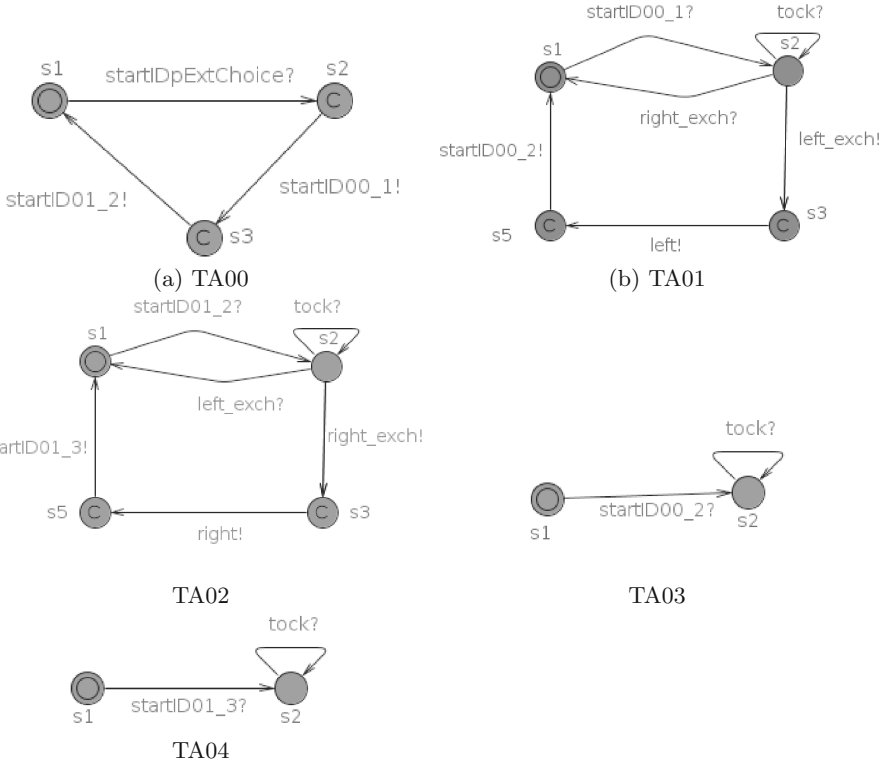 s1
startIDpExtChoice?
s2
C
startID00_1!
startID01_2!
C
s3
(a) TA00
startID00_1?
tock?
s1
s2
right_exch?
left_exch!
startID00_2!
s5
C
C
s3
left!
(b) TA01
startID01_2?
tock?
s1
s2
left_exch?
right_exch!
artID01_3!
s5
C
C
s3
right!
TA02
tock?
s1
startID00_2?
s2
TA03
tock?
s1
startID01_3?
s2
TA04